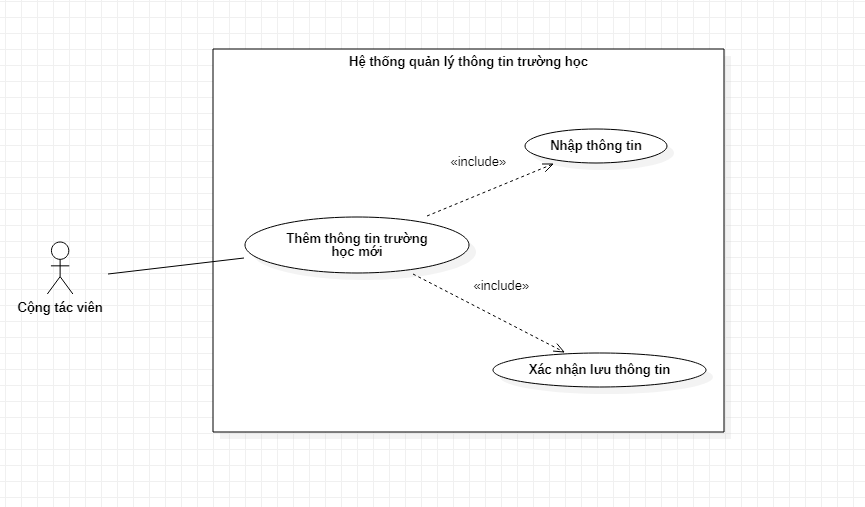 Hệ thống quản lý thông tin trường học
Nhập thông tin
«include»
Thêm thông tin trường
học mới
«include»
Cộng tác viên
Xác nhận lưu thông tin